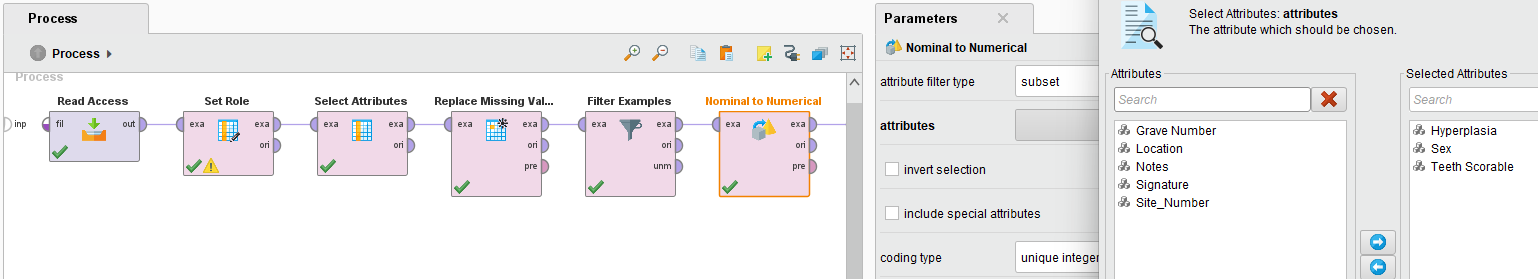 Process
Process
Process
inp
Read Access
fil
out
Set Role
exa
exa
ori
Select Attributes
exa
exa
ori
Replace Missing Val...
exa
exa
ori
pre
Filter Examples
exa
exa
ori
unm
Nominal to Numerical
exa
exa
ori
pre
Parameters
Nominal to Numerical
attribute filter type
subset
attributes
invert selection
include special attributes
coding type
unique integer
Select Attributes: attributes
The attribute which should be chosen.
Attributes
Search
Grave Number
Location
Notes
Signature
Site_Number
Selected Attributes
Search
Hyperplasia
Sex
Teeth Scorable